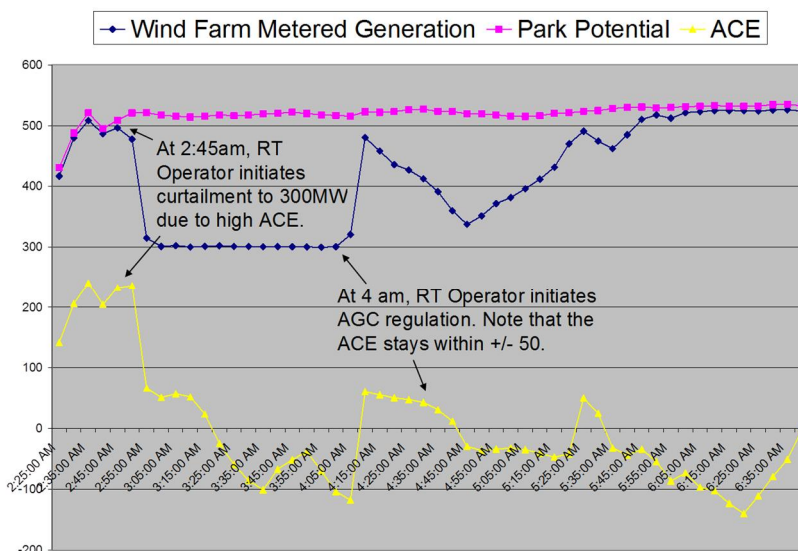 Wind Farm Metered Generation Park Potential ACE
600
500
400
300
200
100
0
-100
-200
At 2:45am, RT
Operator initiates
curtailment to 300MW
due to high ACE.
At 4 am, RT Operator initiates
AGC regulation. Note that the
ACE stays within +/- 50.
2:25:00 AM
2:35:00 AM
2:45:00 AM
2:55:00 AM
3:05:00 AM
3:15:00 AM
3:25:00 AM
3:35:00 AM
3:45:00 AM
3:55:00 AM
4:05:00 AM
4:15:00 AM
4:25:00 AM
4:35:00 AM
4:45:00 AM
4:55:00 AM
5:05:00 AM
5:15:00 AM
5:25:00 AM
5:35:00 AM
5:45:00 AM
5:55:00 AM
6:05:00 AM
6:15:00 AM
6:25:00 AM
6:35:00 AM